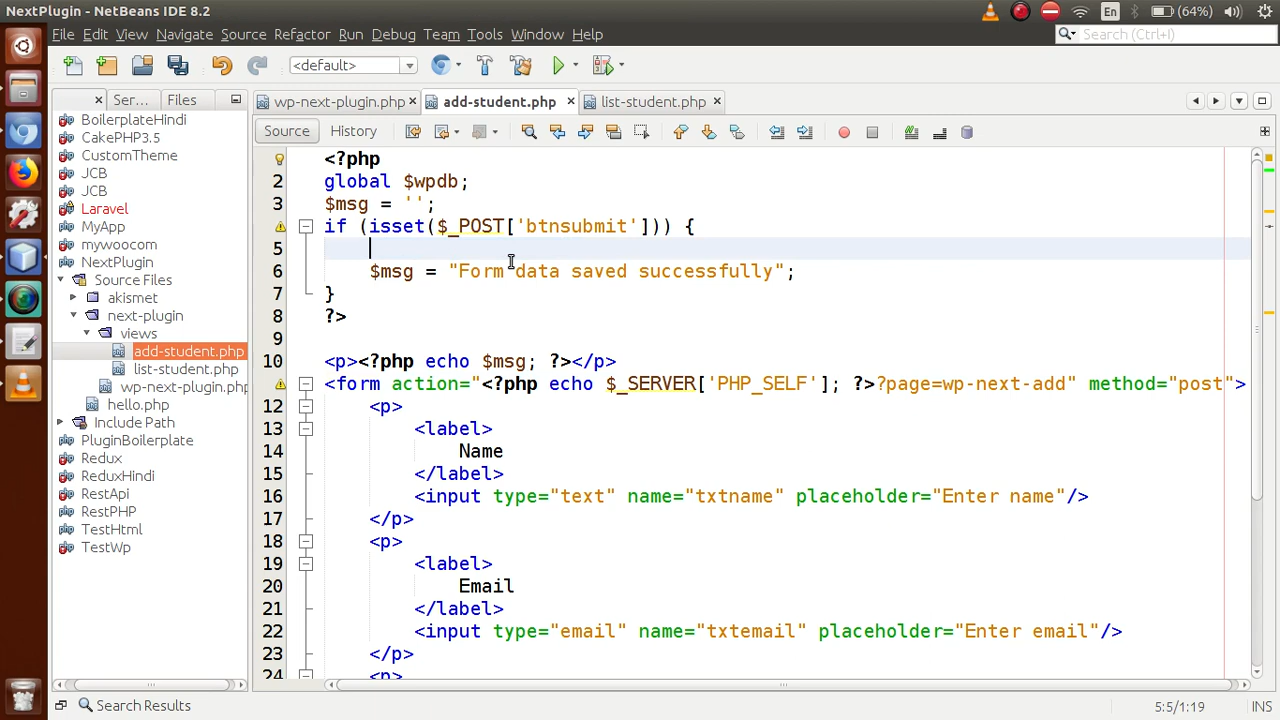 NextPlugin - NetBeans IDE 8.2
En
(64%)
File Edit View Navigate Source Refactor Run Debug Team Tools Window Help
Search (Ctrl+I)
<default>
Ser... Files
wp-next-plugin.php add-student.php list-student.php
Source History
BoilerplateHindi
CakePHP3.5
CustomTheme
JCB
JCB
Laravel
MyApp
mywoocom
NextPlugin
Source Files
akismet
next-plugin
views
add-student.php
list-student.php
wp-next-plugin.php
hello.php
Include Path
PluginBoilerplate
Redux
ReduxHindi
RestApi
RestPHP
TestHtml
TestWp
<?php
2 global $wpdb;
3 $msg = '';
if (isset($_POST['btnsubmit'])) {
5
6 $msg = "Form data saved successfully";
7 }
8 ?>
9
10 <p><?php echo $msg; ?></p>
<form action="<?php echo $_SERVER['PHP_SELF']; ?>?page=wp-next-add" method="post">
12 <p>
13 <label>
14 Name
15 </label>
16 <input type="text" name="txtname" placeholder="Enter name"/>
17 </p>
18 <p>
19 <label>
20 Email
21 </label>
22 <input type="email" name="txtemail" placeholder="Enter email"/>
23 </p>
24 <p>
Search Results
5:5/1:19 INS